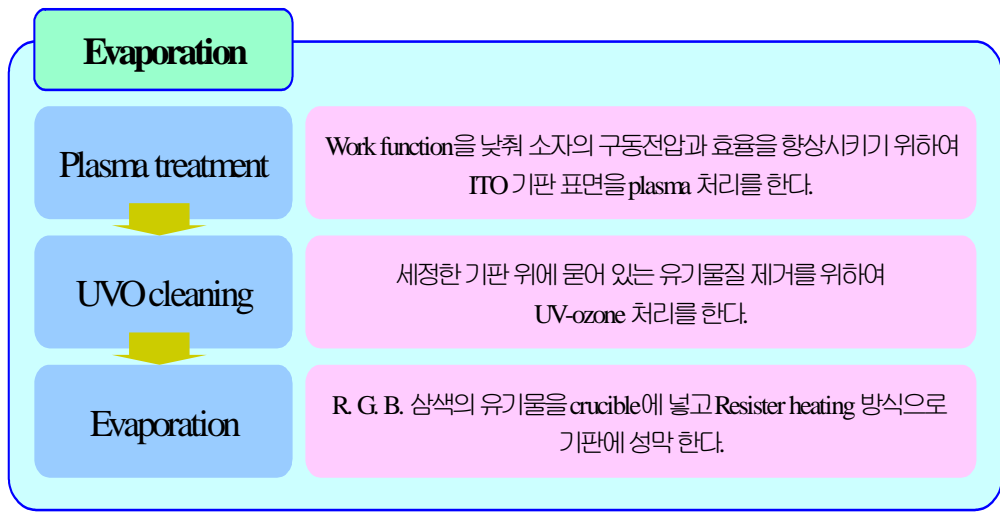 Evaporation
Plasma treatment
Work function을 낮춰 소자의 구동전압과 효율을 향상시키기 위하여
ITO 기판 표면을 plasma 처리를 한다.
UVO cleaning
세정한 기판 위에 묻어 있는 유기물질 제거를 위하여
UV-ozone 처리를 한다.
Evaporation
R. G. B. 삼색의 유기물을 crucible에 넣고 Resister heating 방식으로
기판에 성막 한다.